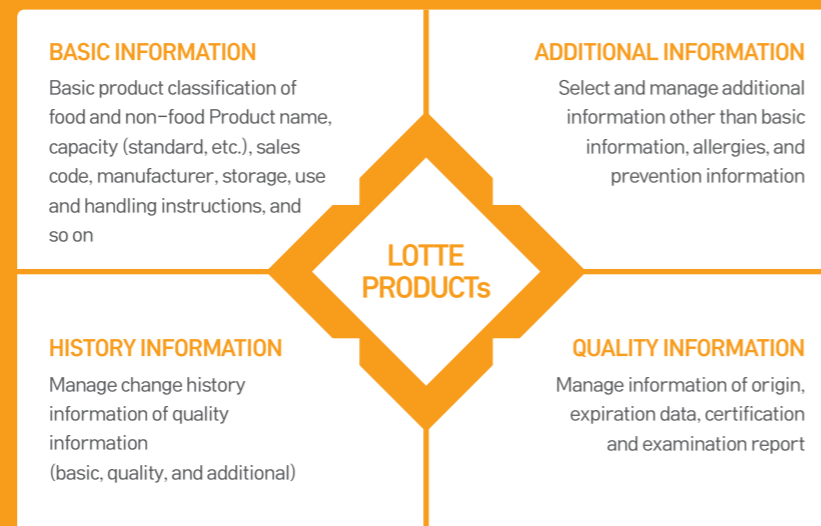 BASIC INFORMATION
Basic product classification of
food and non-food Product name,
capacity (standard, etc.), sales
code, manufacturer, storage, use
and handling instructions, and
so on
ADDITIONAL INFORMATION
Select and manage additional
information other than basic
information, allergies, and
prevention information
LOTTE
PRODUCTs
HISTORY INFORMATION
Manage change history
information of quality
information
(basic, quality, and additional)
QUALITY INFORMATION
Manage information of origin,
expiration data, certification
and examination report